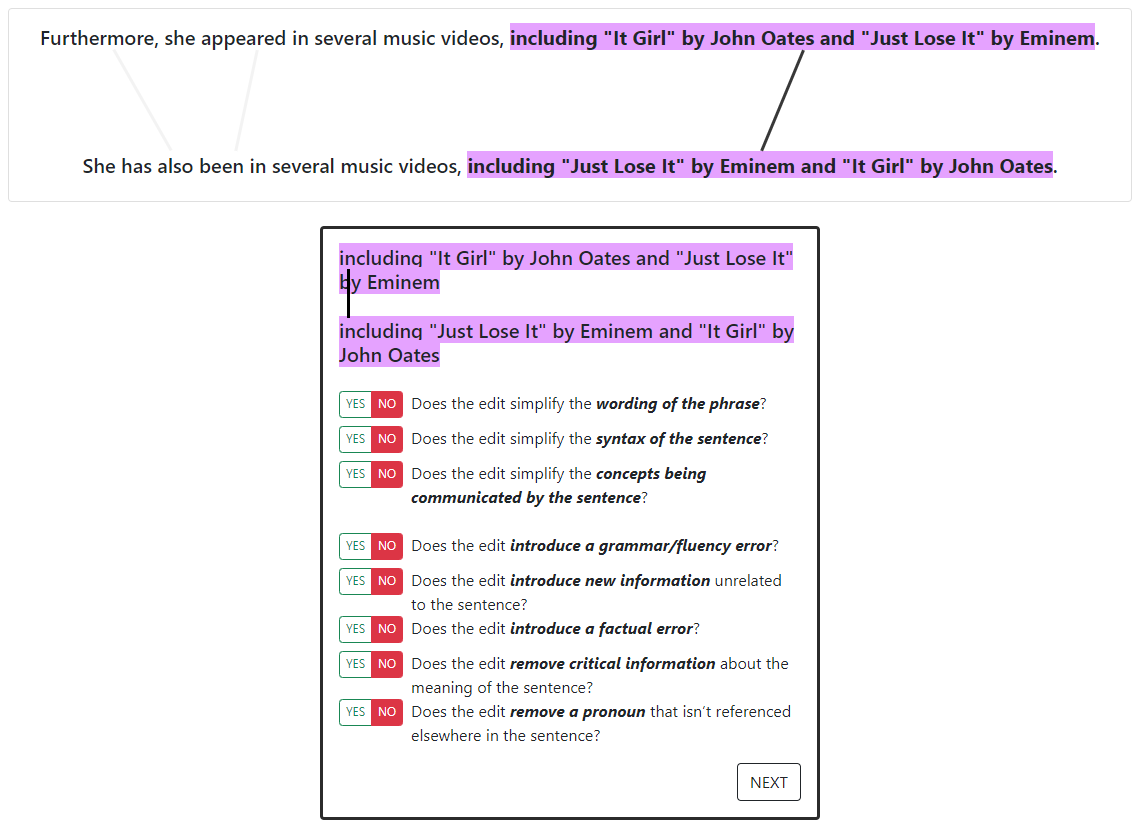 Furthermore, she appeared in several music videos, including "It Girl" by John Oates and "Just Lose It" by Eminem.
She has also been in several music videos, including "Just Lose It" by Eminem and "It Girl" by John Oates.
including "It Girl" by John Oates and "Just Lose It"
by Eminem
including "Just Lose It" by Eminem and "It Girl" by
John Oates
YES NO Does the edit simplify the wording of the phrase?
YES NO Does the edit simplify the syntax of the sentence?
YES NO Does the edit simplify the concepts being
communicated by the sentence?
YES NO Does the edit introduce a grammar/fluency error?
YES NO Does the edit introduce new information unrelated
to the sentence?
YES NO Does the edit introduce a factual error?
YES NO Does the edit remove critical information about the
meaning of the sentence?
YES NO Does the edit remove a pronoun that isn't referenced
elsewhere in the sentence?
NEXT